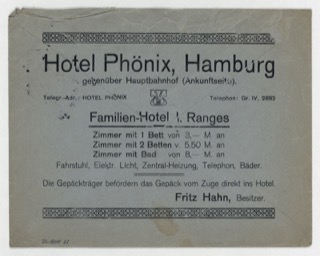 Hotel Phönix, Hamburg
gegenüber Hauptbahnhof (Ankunftseite).
Telegr.-Adr.: HOTEL PHÖNIX Telephon: Gr. IV, 2882
Familien-Hotel I. Ranges
Zimmer mit 1 Bett von 3,— M. an
Zimmer mit 2 Betten v. 5,50 M. an
Zimmer mit Bad von 8,— M. an
Fahrstuhl, Elektr. Licht, Zentral-Heizung, Telephon, Bäder.
Die Gepäckträger befördern das Gepäck vom Zuge direkt ins Hotel
Fritz Hahn, Besitzer.